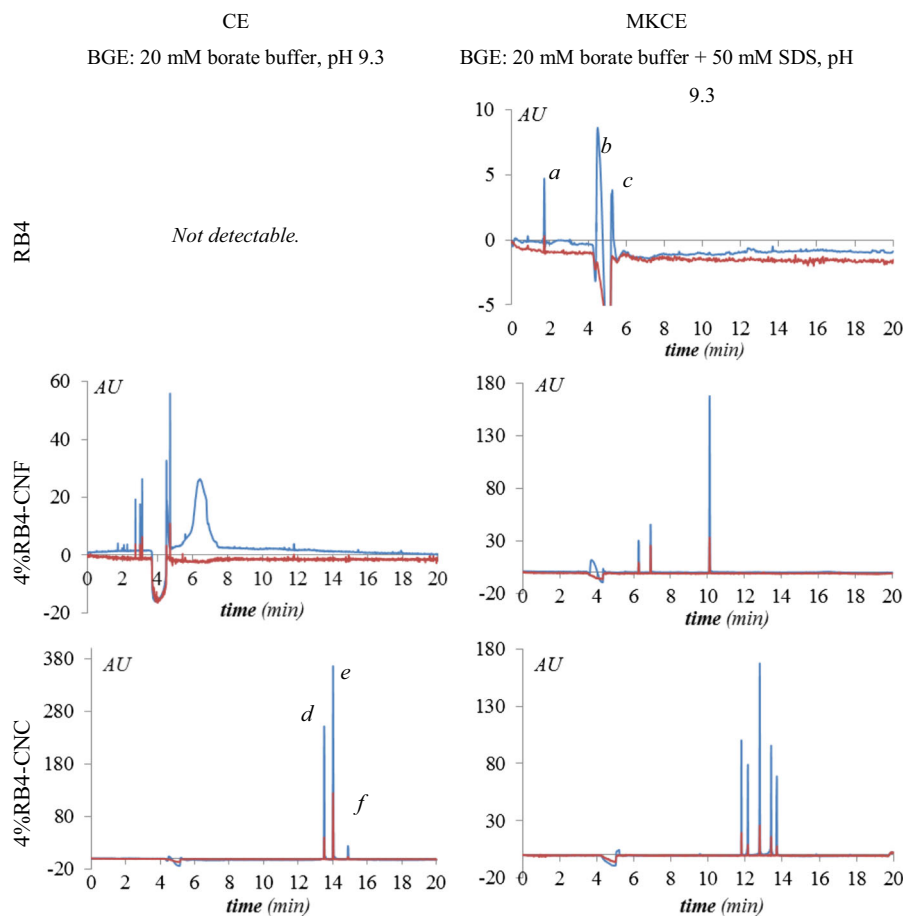 CE
BGE: 20 mM borate buffer, pH 9.3
MKCE
BGE: 20 mM borate buffer + 50 mM SDS, pH
9.3
RB4
Not detectable.
AU
a
b
c
10
5
0
-5
0 2 4 6 8 10 12 14 16 18 20
time (min)
4%RB4-CNF
AU
60
40
20
0
-20
0 2 4 6 8 10 12 14 16 18 20
time (min)
AU
180
130
80
30
-20
0 2 4 6 8 10 12 14 16 18 20
time (min)
4%RB4-CNC
AU
d
e
f
380
280
180
80
-20
0 2 4 6 8 10 12 14 16 18 20
time (min)
AU
180
130
80
30
-20
0 2 4 6 8 10 12 14 16 18 20
time (min)